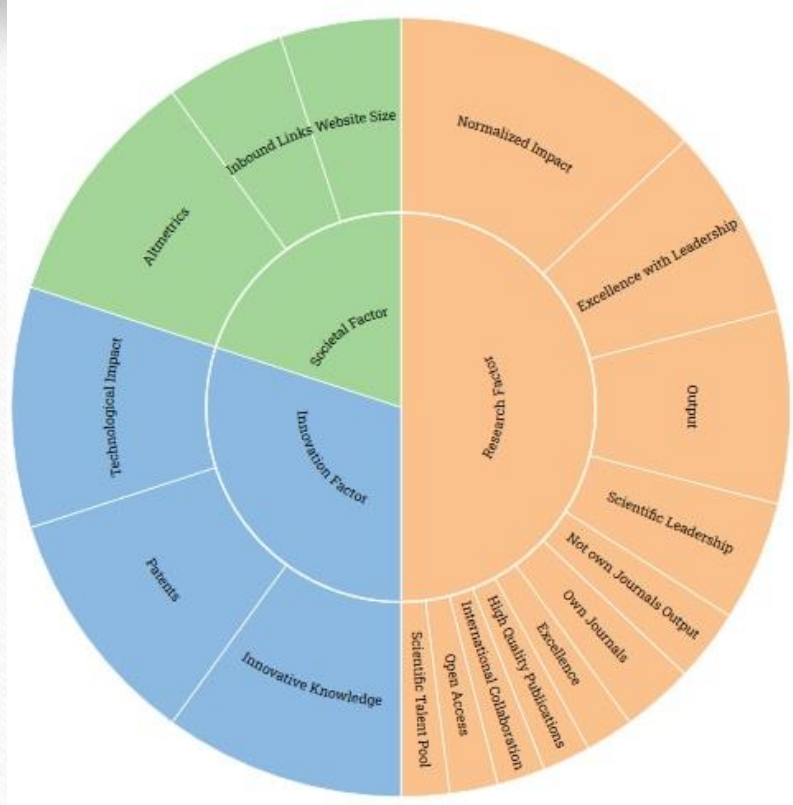 Website Size
Inbound Links
Altmetrics
Societal Factor
Normalized Impact
Excellence with Leadership
Research Factor
Output
Scientific Leadership
Not own Journals Output
Own Journals
Excellence
High Quality Publications
International Collaboration
Open Access
Scientific Talent Pool
Technological Impact
Innovation Factor
Patents
Innovative Knowledge